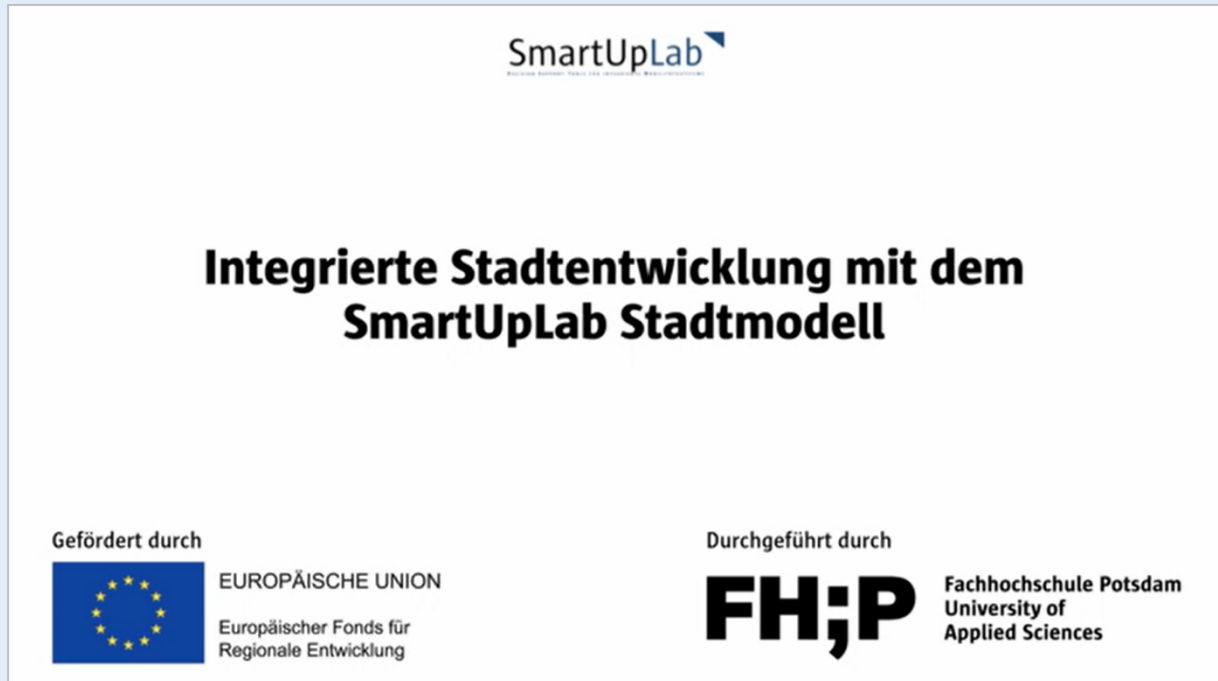 SmartUpLab
Integrierte Stadtentwicklung mit dem
SmartUpLab Stadtmodell
Gefördert durch
EUROPÄISCHE UNION
Europäischer Fonds für
Regionale Entwicklung
Durchgeführt durch
FH;P
Fachhochschule Potsdam
University of
Applied Sciences